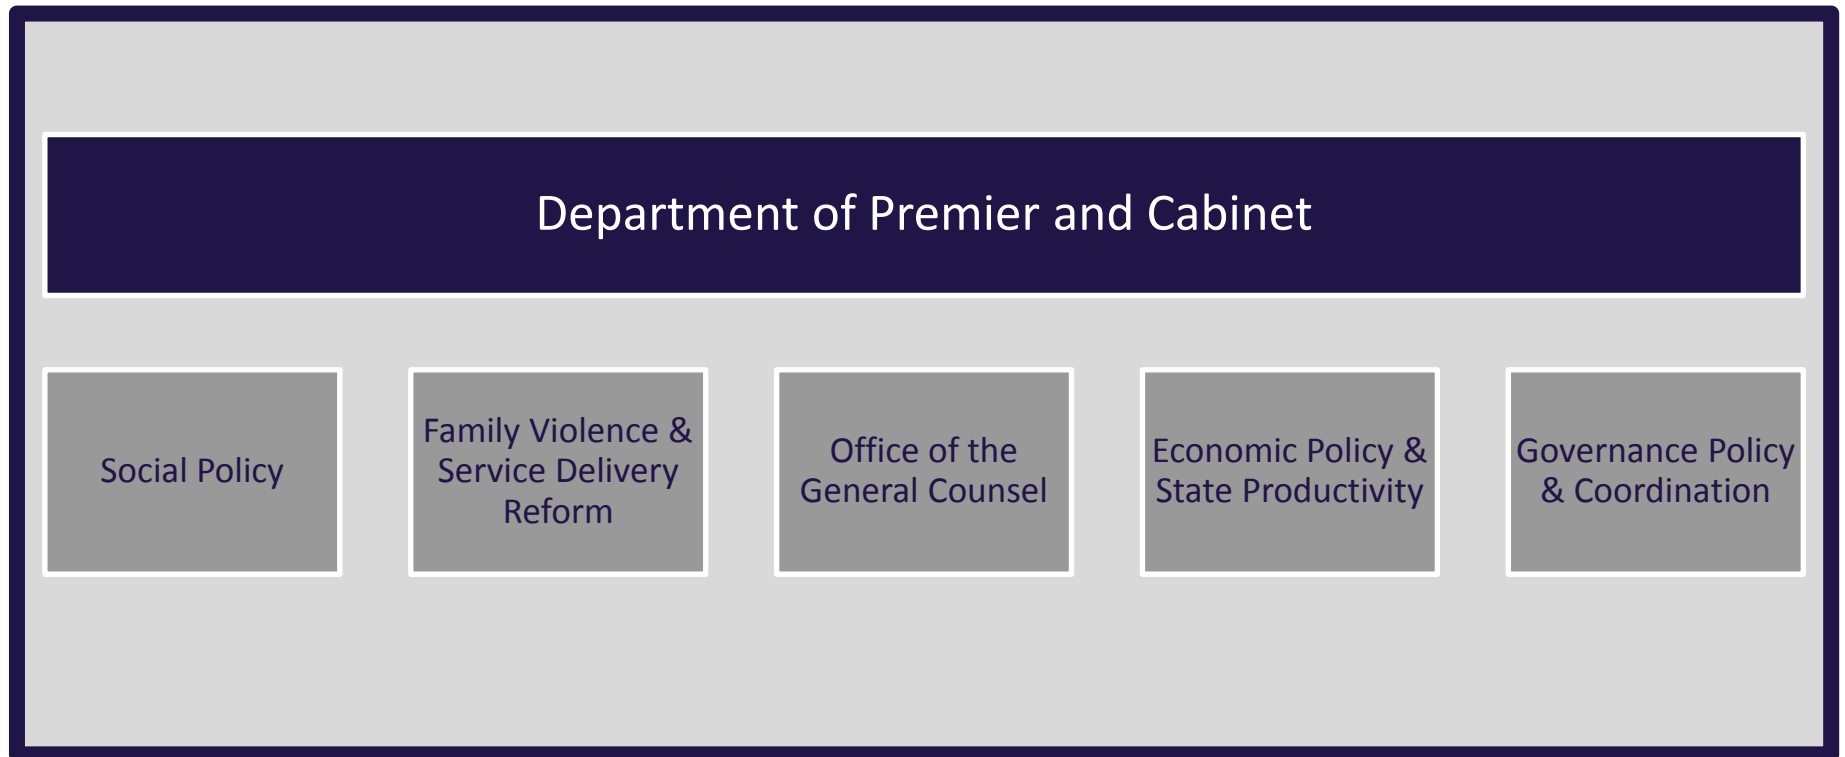 Department of Premier and Cabinet
Social Policy
Family Violence &
Service Delivery
Reform
Office of the
General Counsel
Economic Policy &
State Productivity
Governance Policy
& Coordination